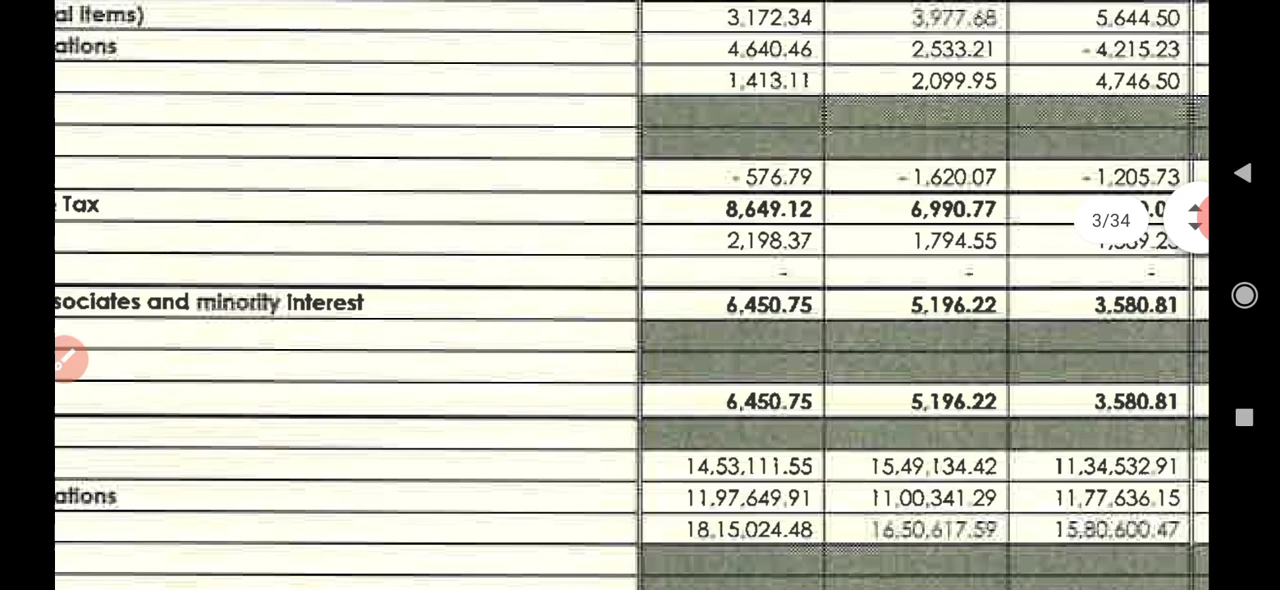 al Items) 3,172.34 3,977.68 5,644.50
ations 4,640.46 2,533.21 - 4,215.23
1,413.11 2,099.95 4,746.50
- 576.79 - 1,620.07 - 1,205.73
Tax 8,649.12 6,990.77
3/34
2,198.37 1,794.55
- - -
sociates and minority Interest 6,450.75 5,196.22 3,580.81
6,450.75 5,196.22 3,580.81
14,53,111.55 15,49,134.42 11,34,532.91
ations 11,97,649.91 11,00,341.29 11,77,636.15
18,15,024.48 16,50,617.59 15,80,600.47